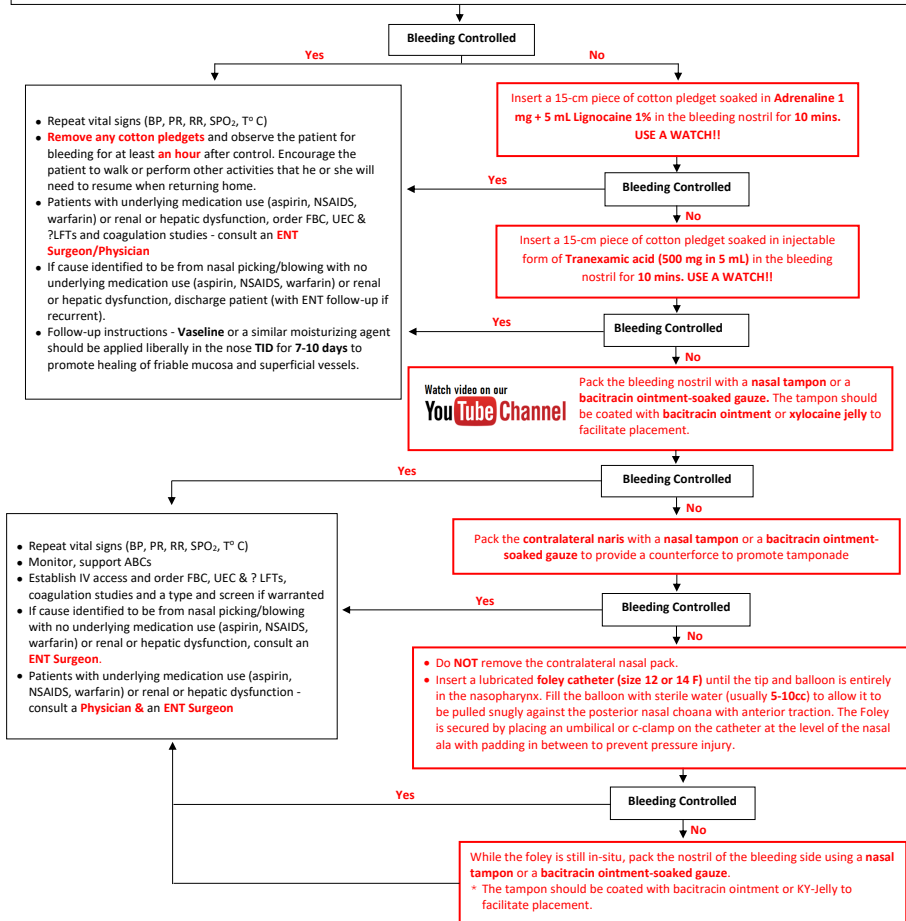 Bleeding Controlled
Yes
No
Insert a 15-cm piece of cotton pledget soaked in Adrenaline 1
mg + 5 mL Lignocaine 1% in the bleeding nostril for 10 mins.
USE A WATCH!!
• Repeat vital signs (BP, PR, RR, SPO₂, T° C)
• Remove any cotton pledgets and observe the patient for
bleeding for at least an hour after control. Encourage the
patient to walk or perform other activities that he or she will
need to resume when returning home.
• Patients with underlying medication use (aspirin, NSAIDS,
warfarin) or renal or hepatic dysfunction, order FBC, UEC &
?LFTs and coagulation studies - consult an ENT
Surgeon/Physician
• If cause identified to be from nasal picking/blowing with no
underlying medication use (aspirin, NSAIDS, warfarin) or renal
or hepatic dysfunction, discharge patient (with ENT follow-up if
recurrent).
• Follow-up instructions - Vaseline or a similar moisturizing agent
should be applied liberally in the nose TID for 7-10 days to
promote healing of friable mucosa and superficial vessels.
Yes
Bleeding Controlled
No
Insert a 15-cm piece of cotton pledget soaked in injectable
form of Tranexamic acid (500 mg in 5 mL) in the bleeding
nostril for 10 mins. USE A WATCH!!
Yes
Bleeding Controlled
No
Watch video on our
YouTube Channel
Pack the bleeding nostril with a nasal tampon or a
bacitracin ointment-soaked gauze. The tampon should
be coated with bacitracin ointment or xylocaine jelly to
facilitate placement.
Yes
Bleeding Controlled
No
Pack the contralateral naris with a nasal tampon or a bacitracin ointment-
soaked gauze to provide a counterforce to promote tamponade
• Repeat vital signs (BP, PR, RR, SPO₂, T° C)
• Monitor, support ABCs
• Establish IV access and order FBC, UEC & ? LFTs,
coagulation studies and a type and screen if warranted
• If cause identified to be from nasal picking/blowing
with no underlying medication use (aspirin, NSAIDS,
warfarin) or renal or hepatic dysfunction, consult an
ENT Surgeon.
• Patients with underlying medication use (aspirin,
NSAIDS, warfarin) or renal or hepatic dysfunction -
consult a Physician & an ENT Surgeon
Yes
Bleeding Controlled
No
• Do NOT remove the contralateral nasal pack.
• Insert a lubricated foley catheter (size 12 or 14 F) until the tip and balloon is entirely
in the nasopharynx. Fill the balloon with sterile water (usually 5-10cc) to allow it to
be pulled snugly against the posterior nasal choana with anterior traction. The Foley
is secured by placing an umbilical or c-clamp on the catheter at the level of the nasal
ala with padding in between to prevent pressure injury.
Yes
Bleeding Controlled
No
While the foley is still in-situ, pack the nostril of the bleeding side using a nasal
tampon or a bacitracin ointment-soaked gauze.
* The tampon should be coated with bacitracin ointment or KY-Jelly to
facilitate placement.